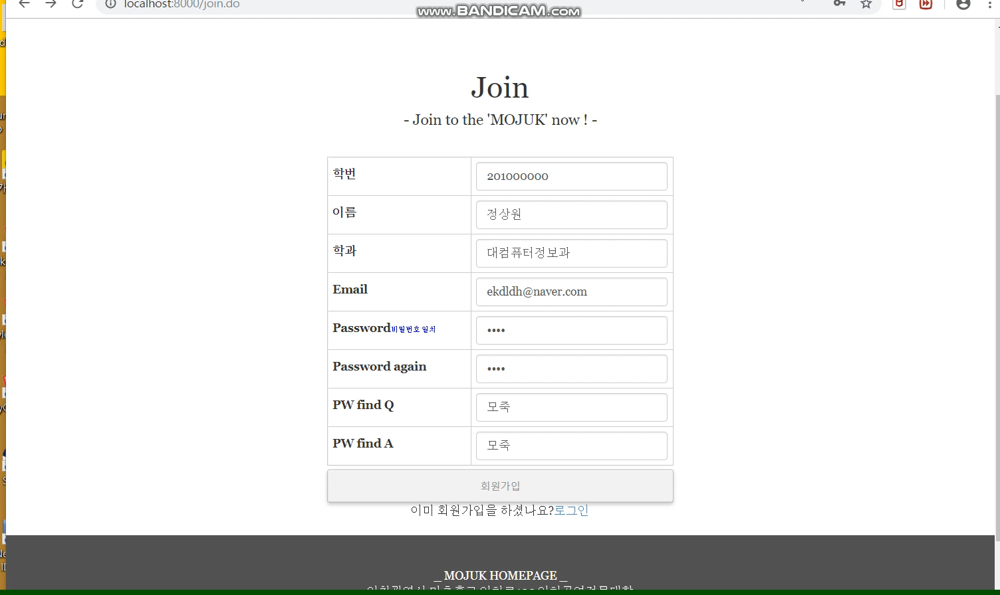 localhost:8000/join.do
www.BANDICAM.com
Join
- Join to the 'MOJUK' now ! -
학번 201000000
이름 정상원
학과 대컴퓨터정보과
Email ekdldh@naver.com
Password비밀번호 일치 ••••
Password again ••••
PW find Q 모죽
PW find A 모죽
회원가입
이미 회원가입을 하셨나요?로그인
_ MOJUK HOMEPAGE _